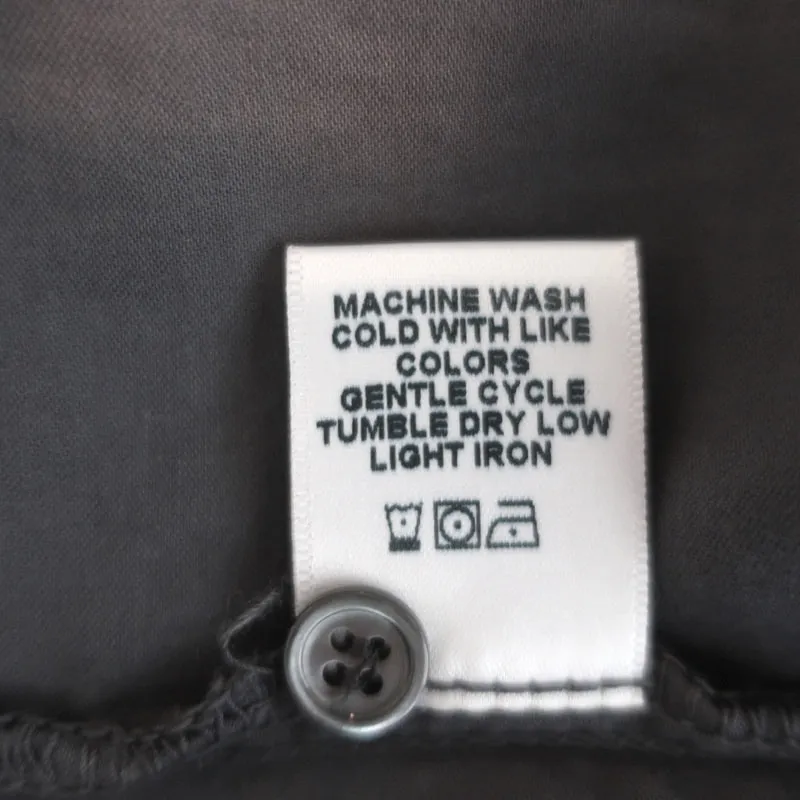 MACHINE WASH
COLD WITH LIKE
COLORS
GENTLE CYCLE
TUMBLE DRY LOW
LIGHT IRON